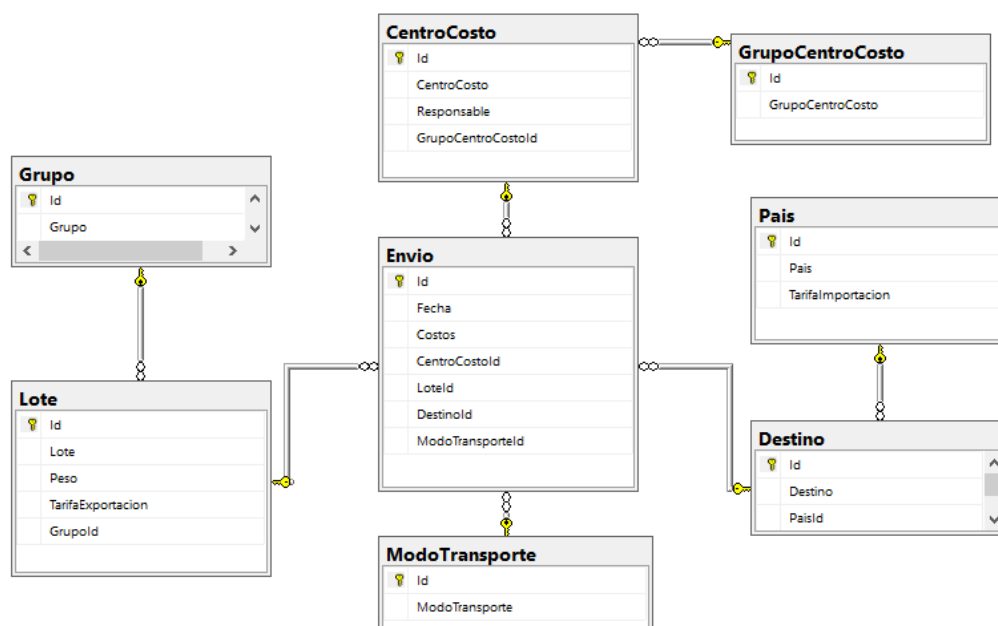 CentroCosto
Id
CentroCosto
Responsable
GrupoCentroCostoId
GrupoCentroCosto
Id
GrupoCentroCosto
Grupo
Id
Grupo
Pais
Id
Pais
TarifaImportacion
Envio
Id
Fecha
Costos
CentroCostoId
LoteId
DestinoId
ModoTransporteId
Lote
Id
Lote
Peso
TarifaExportacion
GrupoId
Destino
Id
Destino
PaisId
ModoTransporte
Id
ModoTransporte